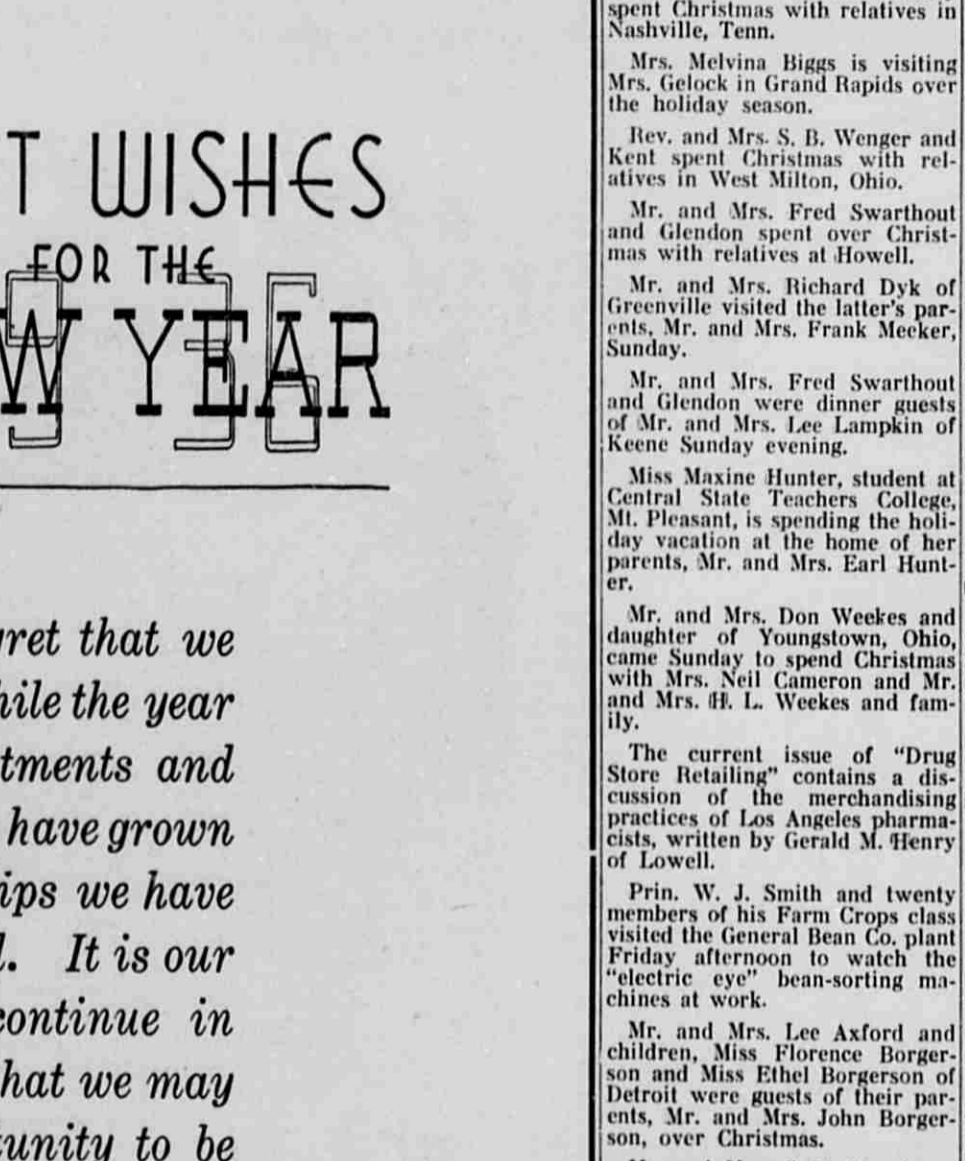 T WISHES
FOR THE
W YEAR
936
gret that we
hile the year
tments and
have grown
ips we have
l. It is our
continue in
hat we may
tunity to be
spent Christmas with relatives in
Nashville, Tenn.
Mrs. Melvina Biggs is visiting
Mrs. Gelock in Grand Rapids over
the holiday season.
Rev. and Mrs. S. B. Wenger and
Kent spent Christmas with rel-
atives in West Milton, Ohio.
Mr. and Mrs. Fred Swarthout
and Glendon spent over Christ-
mas with relatives at Howell.
Mr. and Mrs. Richard Dyk of
Greenville visited the latter's par-
ents, Mr. and Mrs. Frank Meeker,
Sunday.
Mr. and Mrs. Fred Swarthout
and Glendon were dinner guests
of Mr. and Mrs. Lee Lampkin of
Keene Sunday evening.
Miss Maxine Hunter, student at
Central State Teachers College,
Mt. Pleasant, is spending the holi-
day vacation at the home of her
parents, Mr. and Mrs. Earl Hunt-
er.
Mr. and Mrs. Don Weekes and
daughter of Youngstown, Ohio,
came Sunday to spend Christmas
with Mrs. Neil Cameron and Mr.
and Mrs. H. L. Weekes and fam-
ily.
The current issue of "Drug
Store Retailing" contains a dis-
cussion of the merchandising
practices of Los Angeles pharma-
cists, written by Gerald M. Henry
of Lowell.
Prin. W. J. Smith and twenty
members of his Farm Crops class
visited the General Bean Co. plant
Friday afternoon to watch the
"electric eye" bean-sorting ma-
chines at work.
Mr. and Mrs. Lee Axford and
children, Miss Florence Borger-
son and Miss Ethel Borgerson of
Detroit were guests of their par-
ents, Mr. and Mrs. John Borger-
son, over Christmas.